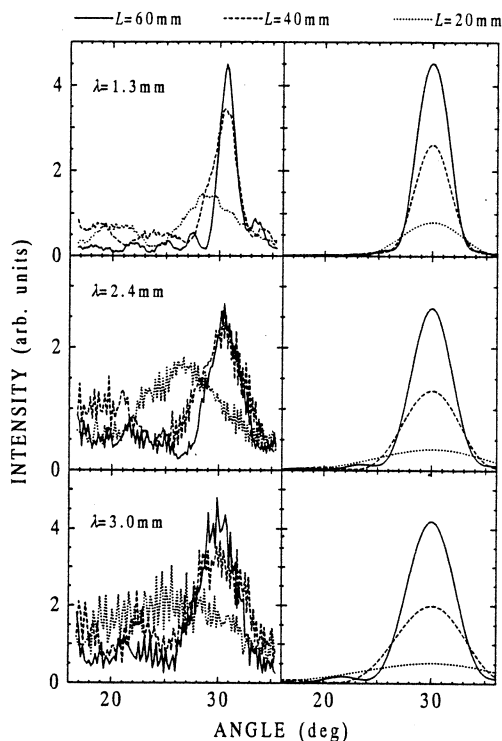 L=60mm L=40mm L=20mm
4
2
0
λ=1.3mm
2
0
λ=2.4mm
4
2
0
λ=3.0mm
20 30 20 30
INTENSITY (arb. units)
ANGLE (deg)